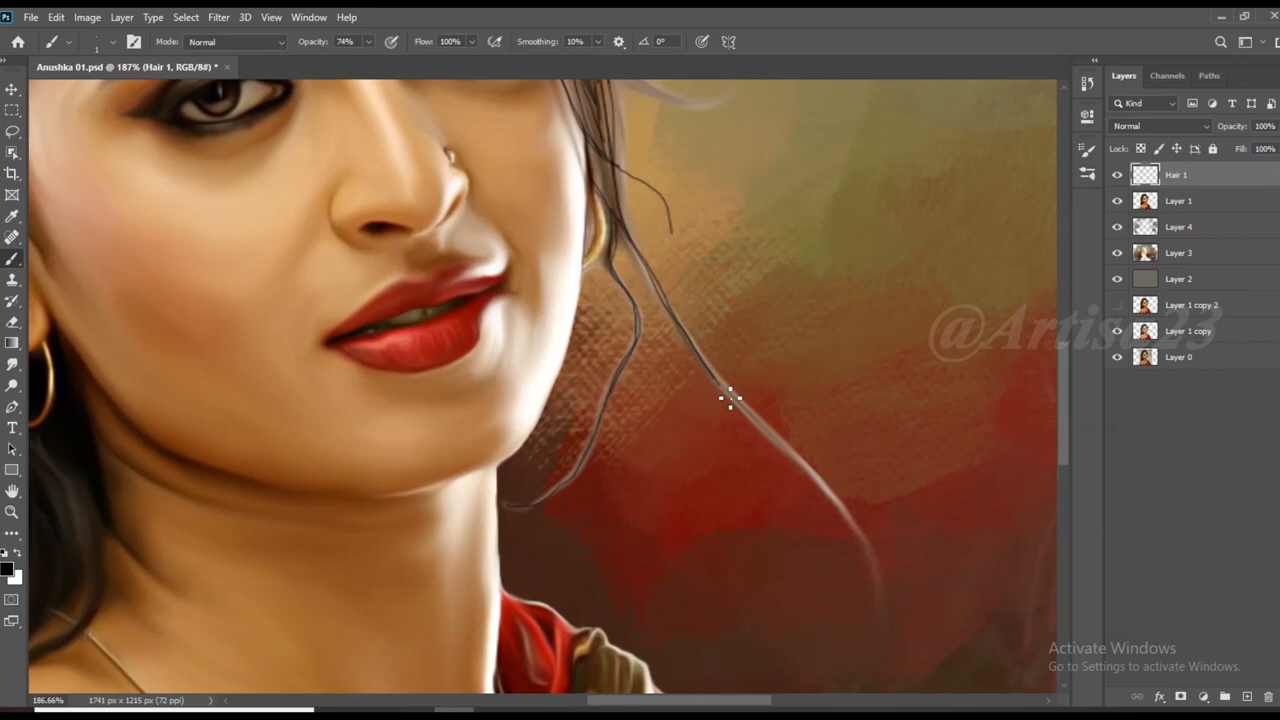 Ps File Edit Image Layer Type Select Filter 3D View Window Help
1 Mode: Normal Opacity: 74% Flow: 100% Smoothing: 10% 0°
Anushka 01.psd @ 187% (Hair 1, RGB/8#) * ×
Layers Channels Paths
Kind
Normal Opacity: 100%
Lock: Fill: 100%
Hair 1
Layer 1
Layer 4
Layer 3
Layer 2
Layer 1 copy 2
Layer 1 copy
Layer 0
Activate Windows
Go to Settings to activate Windows.
186.66% 1741 px x 1215 px (72 ppi)